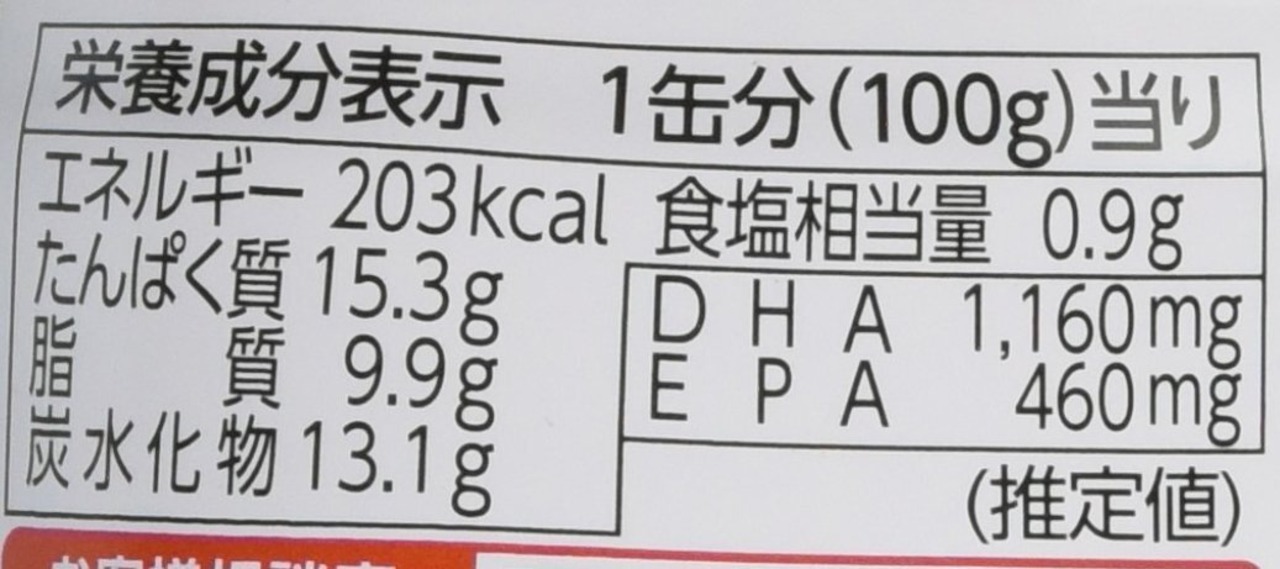 栄養成分表示 1缶分(100g)当り
エネルギー 203kcal
たんぱく質 15.3g
脂質 9.9g
炭水化物 13.1g
食塩相当量 0.9g
DHA 1,160mg
EPA 460mg
(推定値)